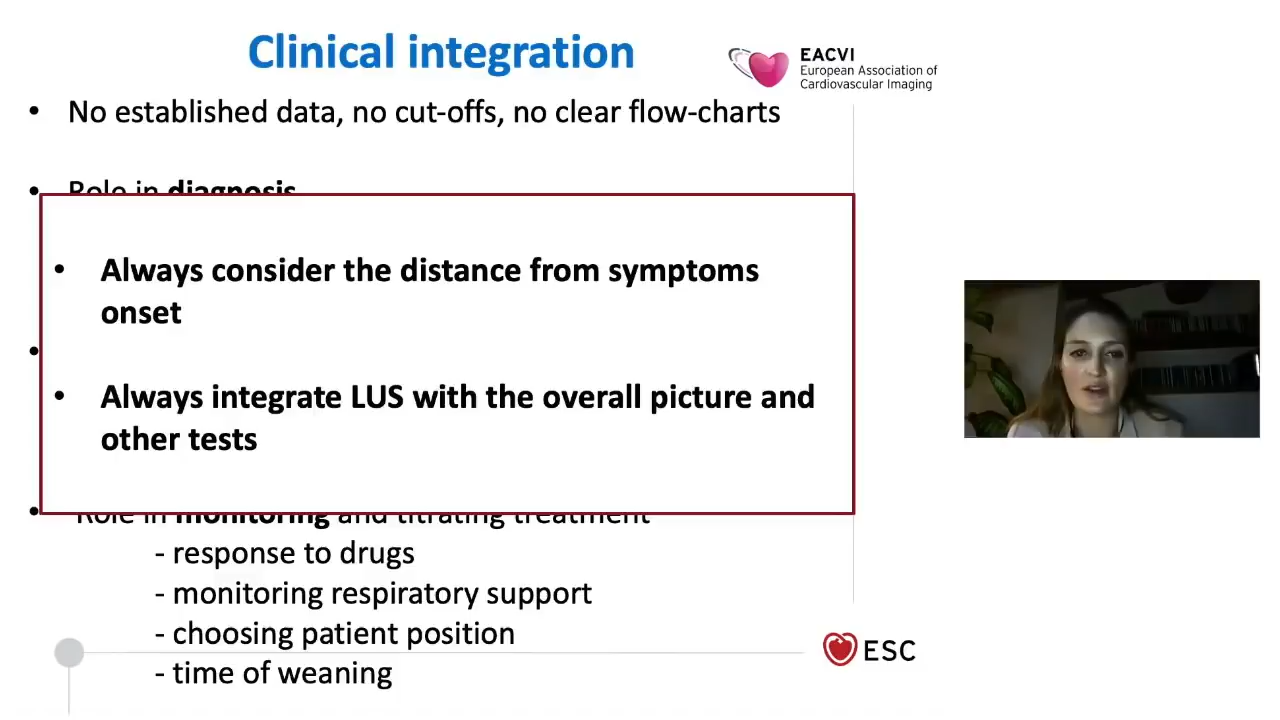 Clinical integration
EACVI
European Association of
Cardiovascular Imaging
• No established data, no cut-offs, no clear flow-charts
• Role in diagnosis
• Always consider the distance from symptoms
onset
•
• Always integrate LUS with the overall picture and
other tests
• Role in monitoring and titrating treatment
- response to drugs
- monitoring respiratory support
- choosing patient position
- time of weaning
ESC